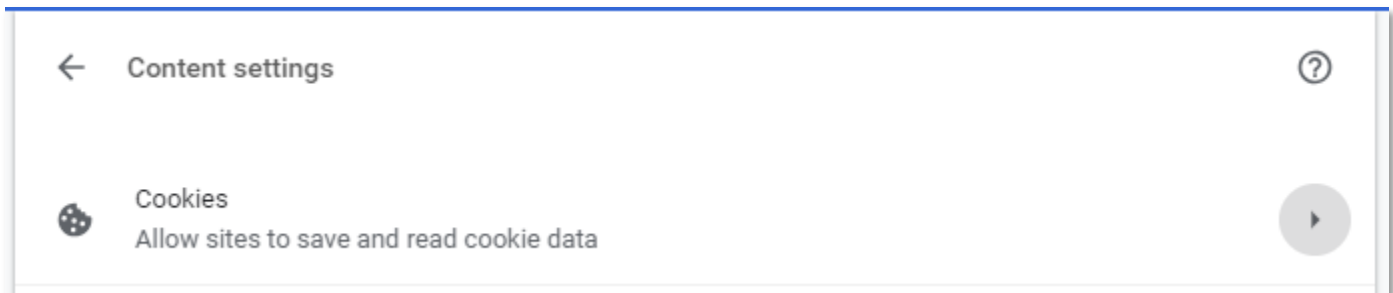 Content settings
Cookies
Allow sites to save and read cookie data